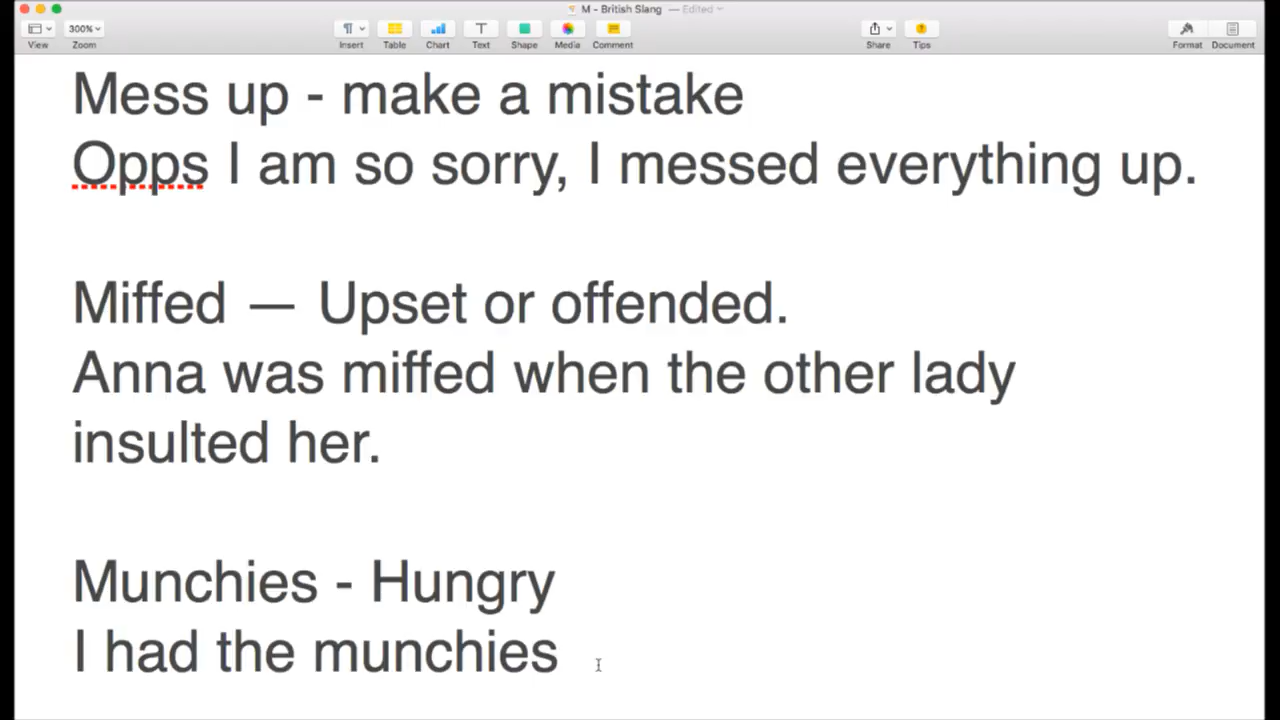 M - British Slang — Edited
300%
View
Zoom
Insert
Table
Chart
Text
Shape
Media
Comment
Share
Tips
Format
Document
Mess up - make a mistake
Opps I am so sorry, I messed everything up.
Miffed — Upset or offended.
Anna was miffed when the other lady
insulted her.
Munchies - Hungry
I had the munchies